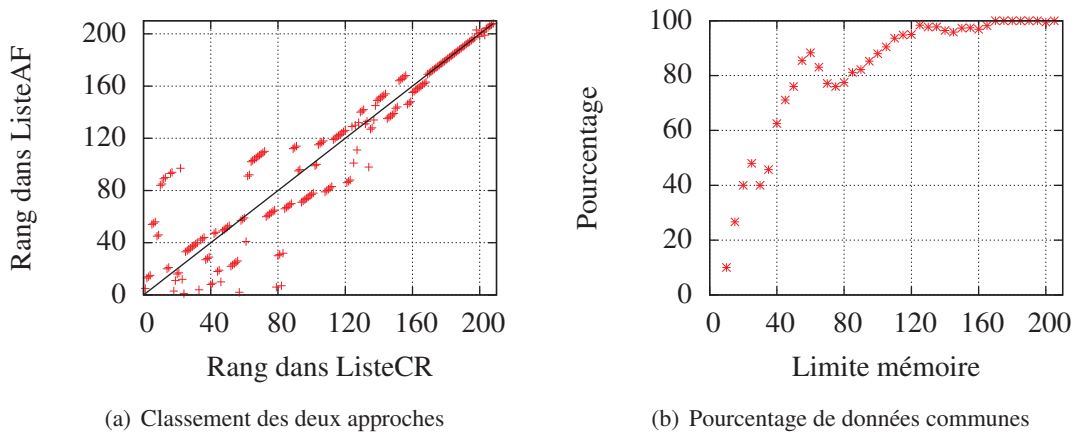 Rang dans ListeAF
200
160
120
80
40
0
0 40 80 120 160 200
Rang dans ListeCR
(a) Classement des deux approches
Pourcentage
100
80
60
40
20
0
0 40 80 120 160 200
Limite mémoire
(b) Pourcentage de données communes